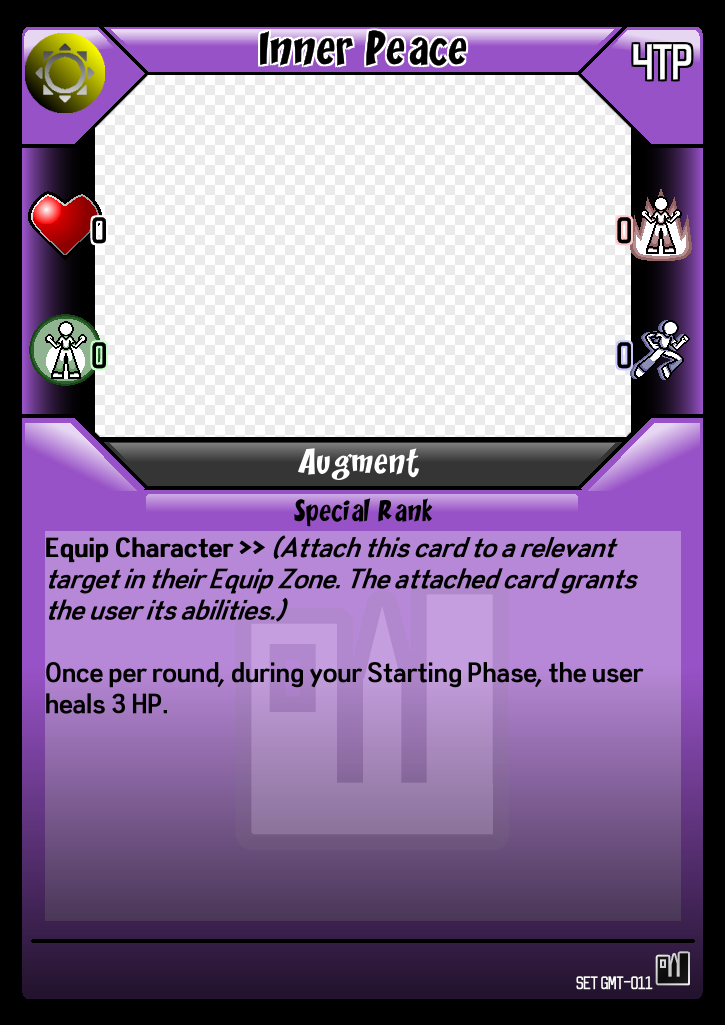 Inner Peace
4TP
0
0
0
0
Augment
Special Rank
Equip Character >> (Attach this card to a relevant
target in their Equip Zone. The attached card grants
the user its abilities.)
Once per round, during your Starting Phase, the user
heals 3 HP.
SET GMT-011